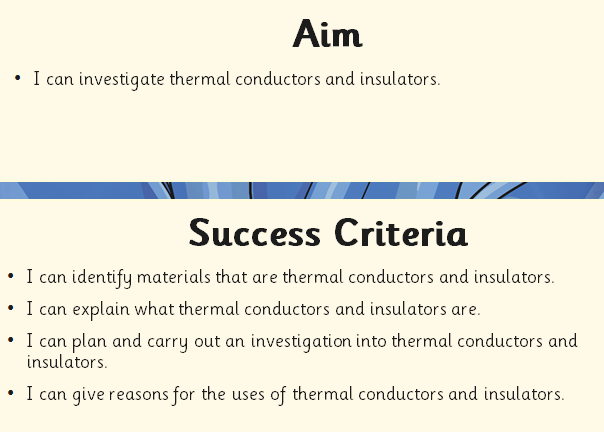 Aim
• I can investigate thermal conductors and insulators.
Success Criteria
• I can identify materials that are thermal conductors and insulators.
• I can explain what thermal conductors and insulators are.
• I can plan and carry out an investigation into thermal conductors and
insulators.
• I can give reasons for the uses of thermal conductors and insulators.